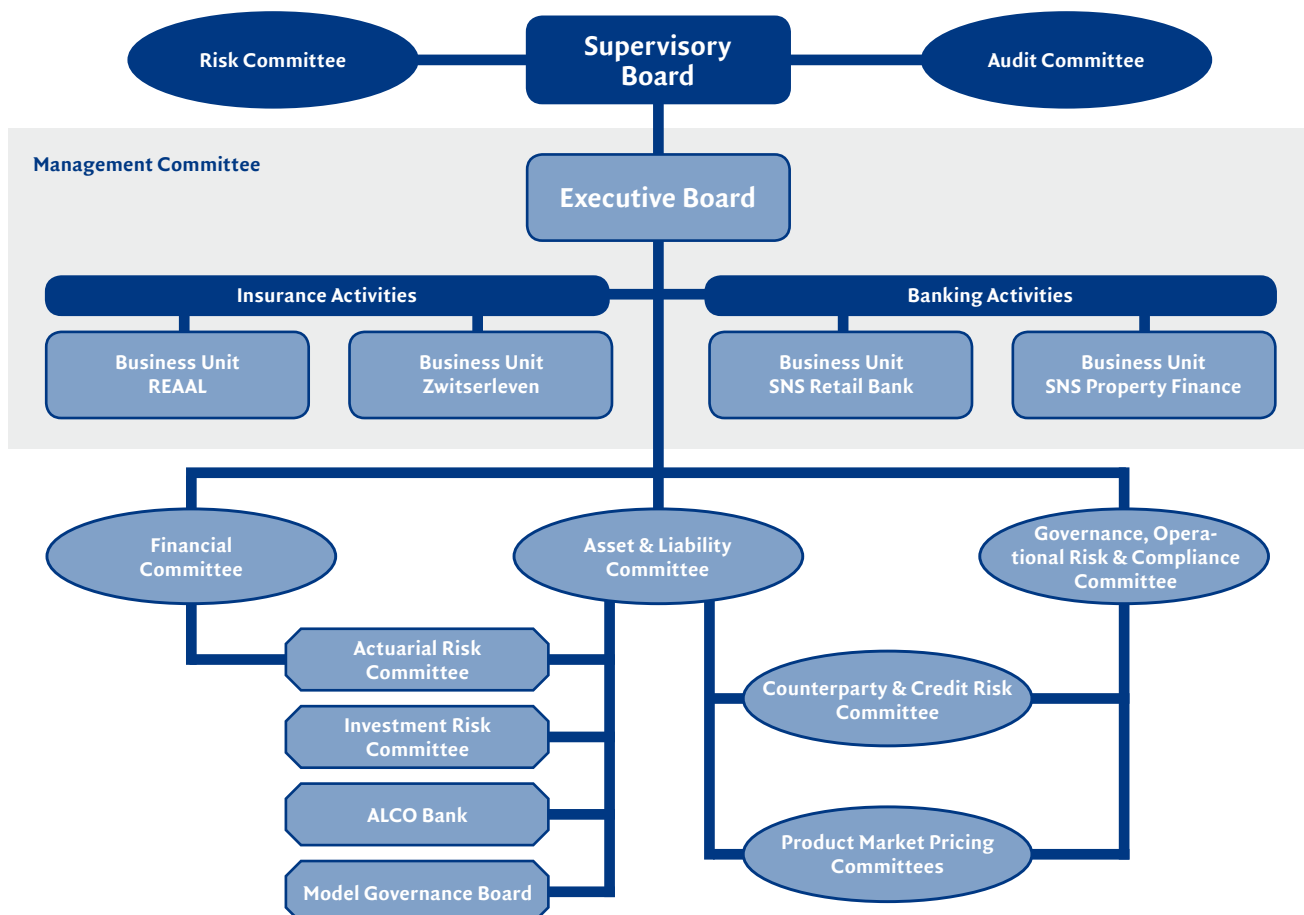 Risk Committee
Supervisory
Board
Audit Committee
Management Committee
Executive Board
Insurance Activities
Banking Activities
Business Unit
REAAL
Business Unit
Zwitserleven
Business Unit
SNS Retail Bank
Business Unit
SNS Property Finance
Financial
Committee
Asset & Liability
Committee
Governance, Opera-
tional Risk & Compliance
Committee
Actuarial Risk
Committee
Investment Risk
Committee
ALCO Bank
Model Governance Board
Counterparty & Credit Risk
Committee
Product Market Pricing
Committees